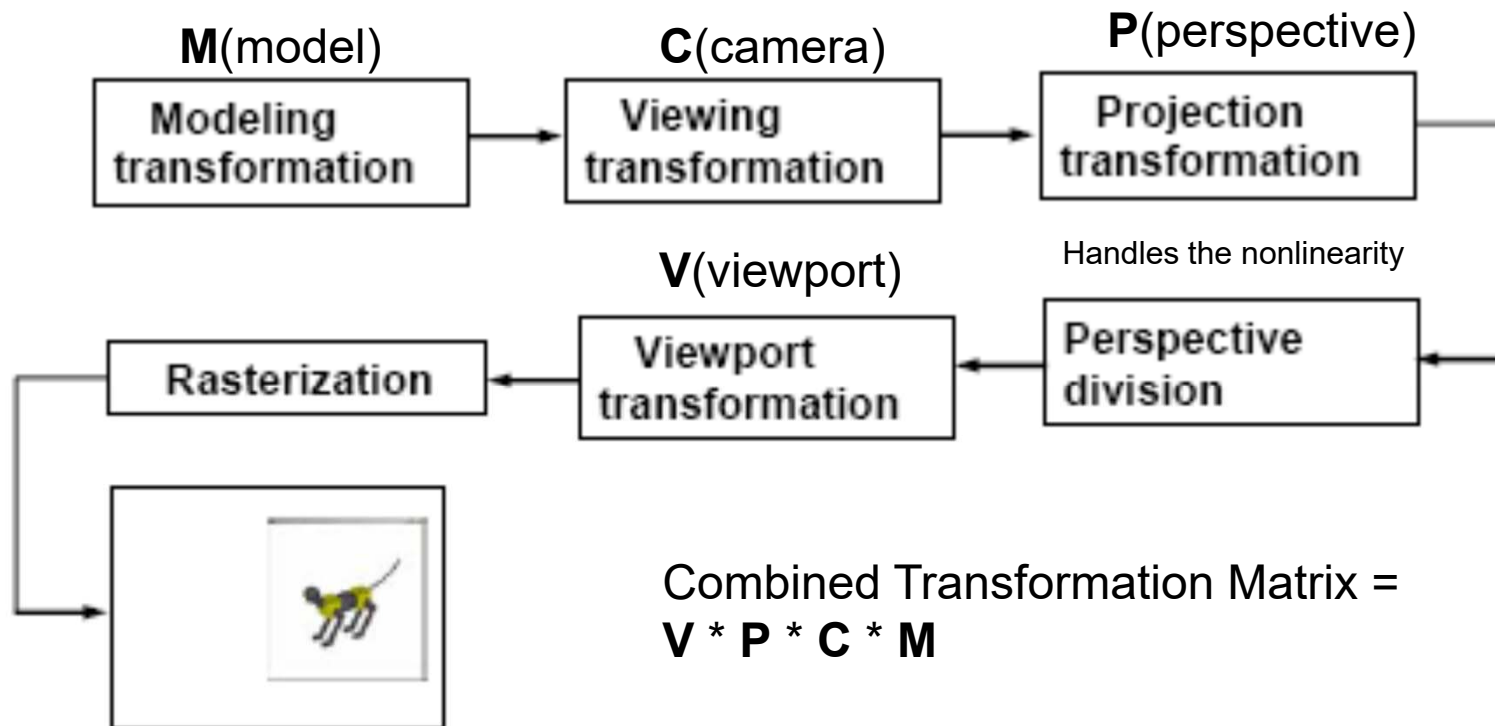 M(model)
C(camera)
P(perspective)
Modeling
transformation
Viewing
transformation
Projection
transformation
V(viewport)
Handles the nonlinearity
Rasterization
Viewport
transformation
Perspective
division
Combined Transformation Matrix =
V * P * C * M